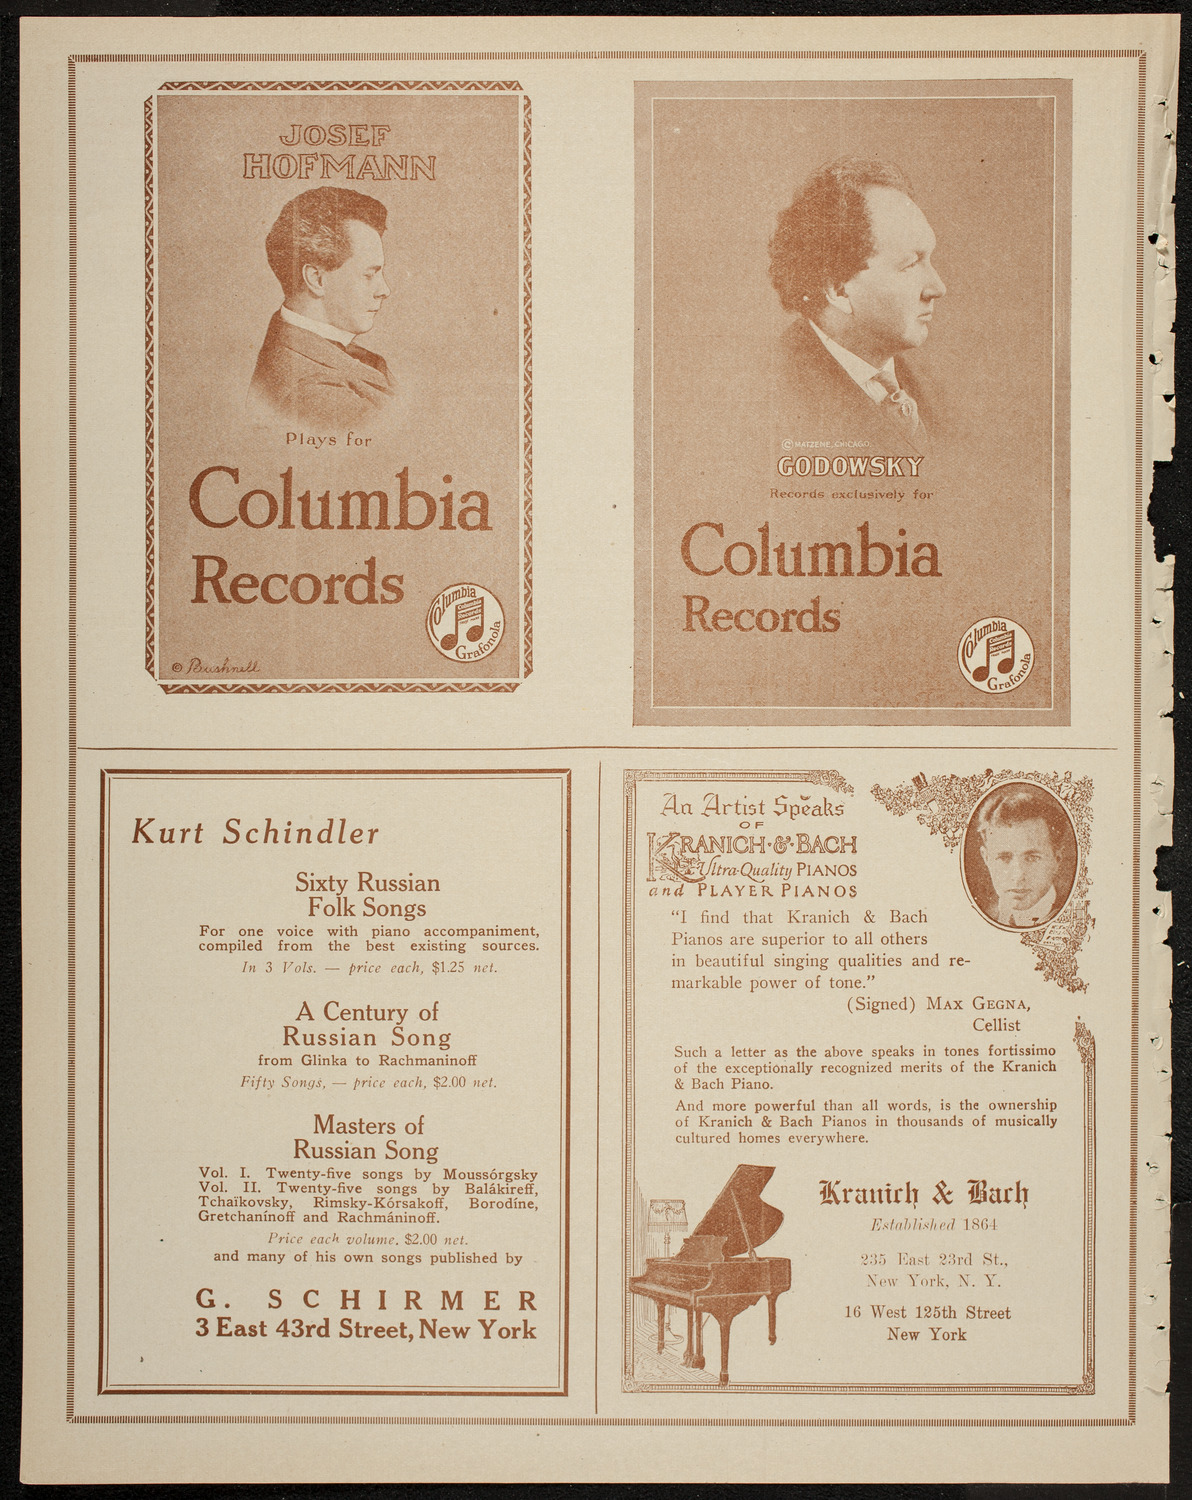 JOSEF
HOFMANN
Plays for
Columbia
Records
Columbia
Grafonola
© Bushnell
© MATZENE, CHICAGO.
GODOWSKY
Records exclusively for
Columbia
Records
Columbia
Grafonola
Kurt Schindler
Sixty Russian
Folk Songs
For one voice with piano accompaniment,
compiled from the best existing sources.
In 3 Vols. — price each, $1.25 net.
A Century of
Russian Song
from Glinka to Rachmaninoff
Fifty Songs, — price each, $2.00 net.
Masters of
Russian Song
Vol. I. Twenty-five songs by Moussórgsky
Vol. II. Twenty-five songs by Balákireff,
Tchaïkovsky, Rimsky-Kórsakoff, Borodíne,
Gretchanínoff and Rachmáninoff.
Price each volume, $2.00 net.
and many of his own songs published by
G. SCHIRMER
3 East 43rd Street, New York
An Artist Speaks
OF
KRANICH·&·BACH
Ultra-Quality PIANOS
and PLAYER PIANOS
"I find that Kranich & Bach
Pianos are superior to all others
in beautiful singing qualities and re-
markable power of tone."
(Signed) MAX GEGNA,
Cellist
Such a letter as the above speaks in tones fortissimo
of the exceptionally recognized merits of the Kranich
& Bach Piano.
And more powerful than all words, is the ownership
of Kranich & Bach Pianos in thousands of musically
cultured homes everywhere.
Kranich & Bach
Established 1864
235 East 23rd St.,
New York, N. Y.
16 West 125th Street
New York